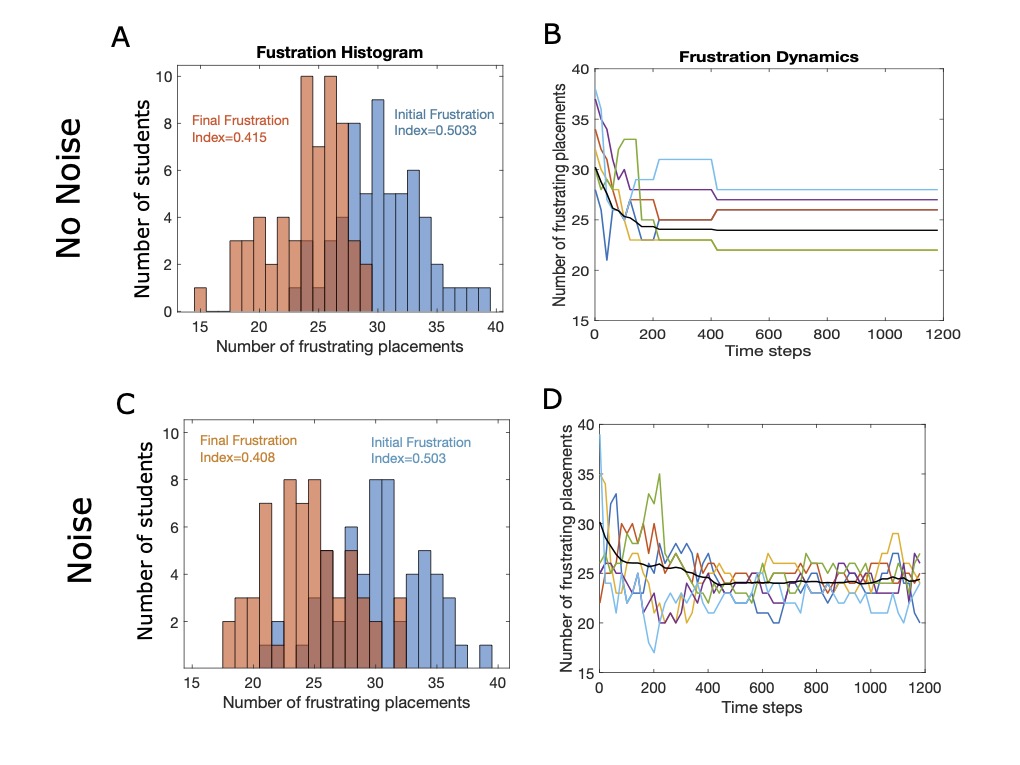 A
B
Fustration Histogram
Frustration Dynamics
No Noise
Number of students
10
8
6
4
2
0
Final Frustration
Index=0.415
Initial Frustration
Index=0.5033
15 20 25 30 35 40
Number of frustrating placements
Number of frustrating placements
40
35
30
25
20
15
0 200 400 600 800 1000 1200
Time steps
C
D
Noise
Number of students
10
8
6
4
2
Final Frustration
Index=0.408
Initial Frustration
Index=0.503
15 20 25 30 35 40
Number of frustrating placements
Number of frustrating placements
40
35
30
25
20
15
0 200 400 600 800 1000 1200
Time steps